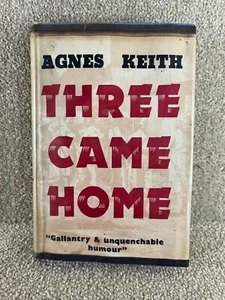 AGNES KEITH
THREE
CAME
HOME
"Gallantry & unquenchable
humour"